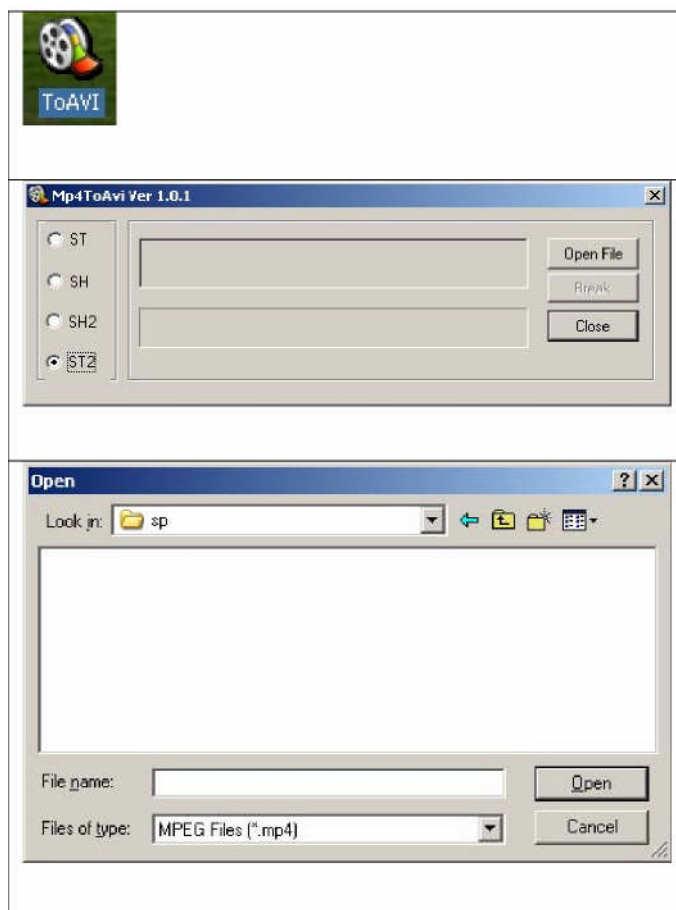 ToAVI
Mp4ToAvi Ver 1.0.1
ST
SH
SH2
ST2
Open File
Break
Close
Open
Look in: sp
File name:
Open
Files of type: MPEG Files (*.mp4)
Cancel